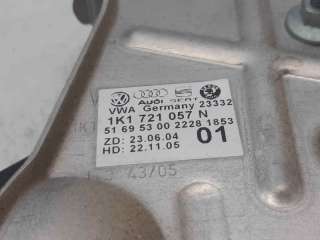 Audi SEAT
VWA Germany 23332
1K1 721 057 N
51 69 53 00 2228 1853
ZD: 23.06.04
HD: 22.11.05
01
43/05